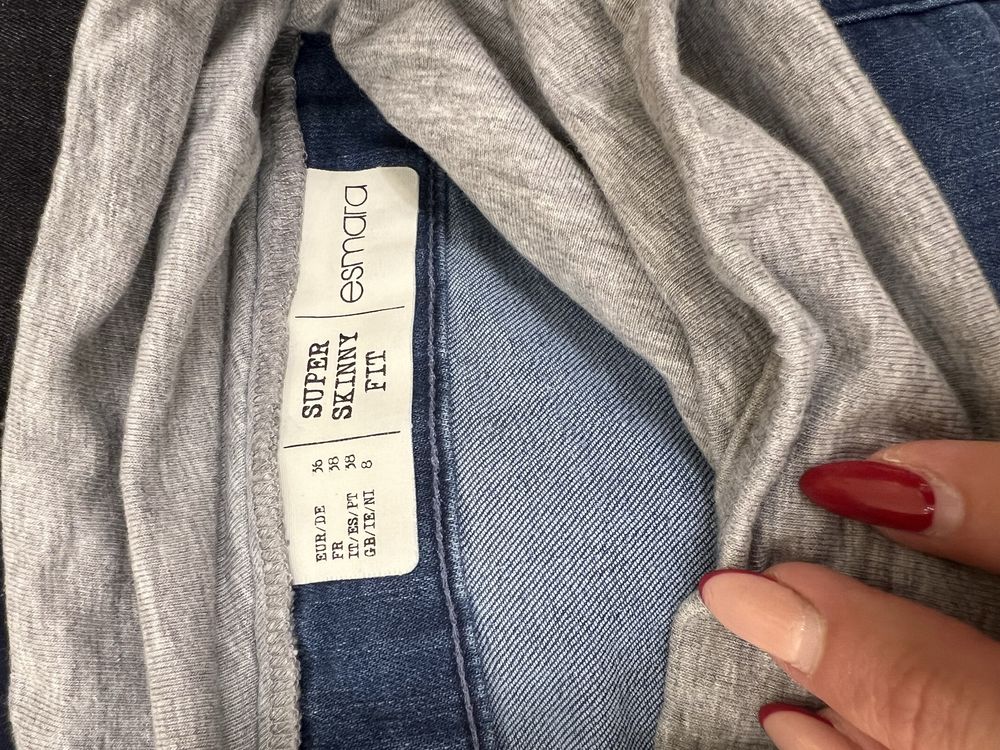 esmara
SUPER
SKINNY
FIT
EUR/DE 36
FR 38
IT/ES/PT 38
GB/IE/NI 8